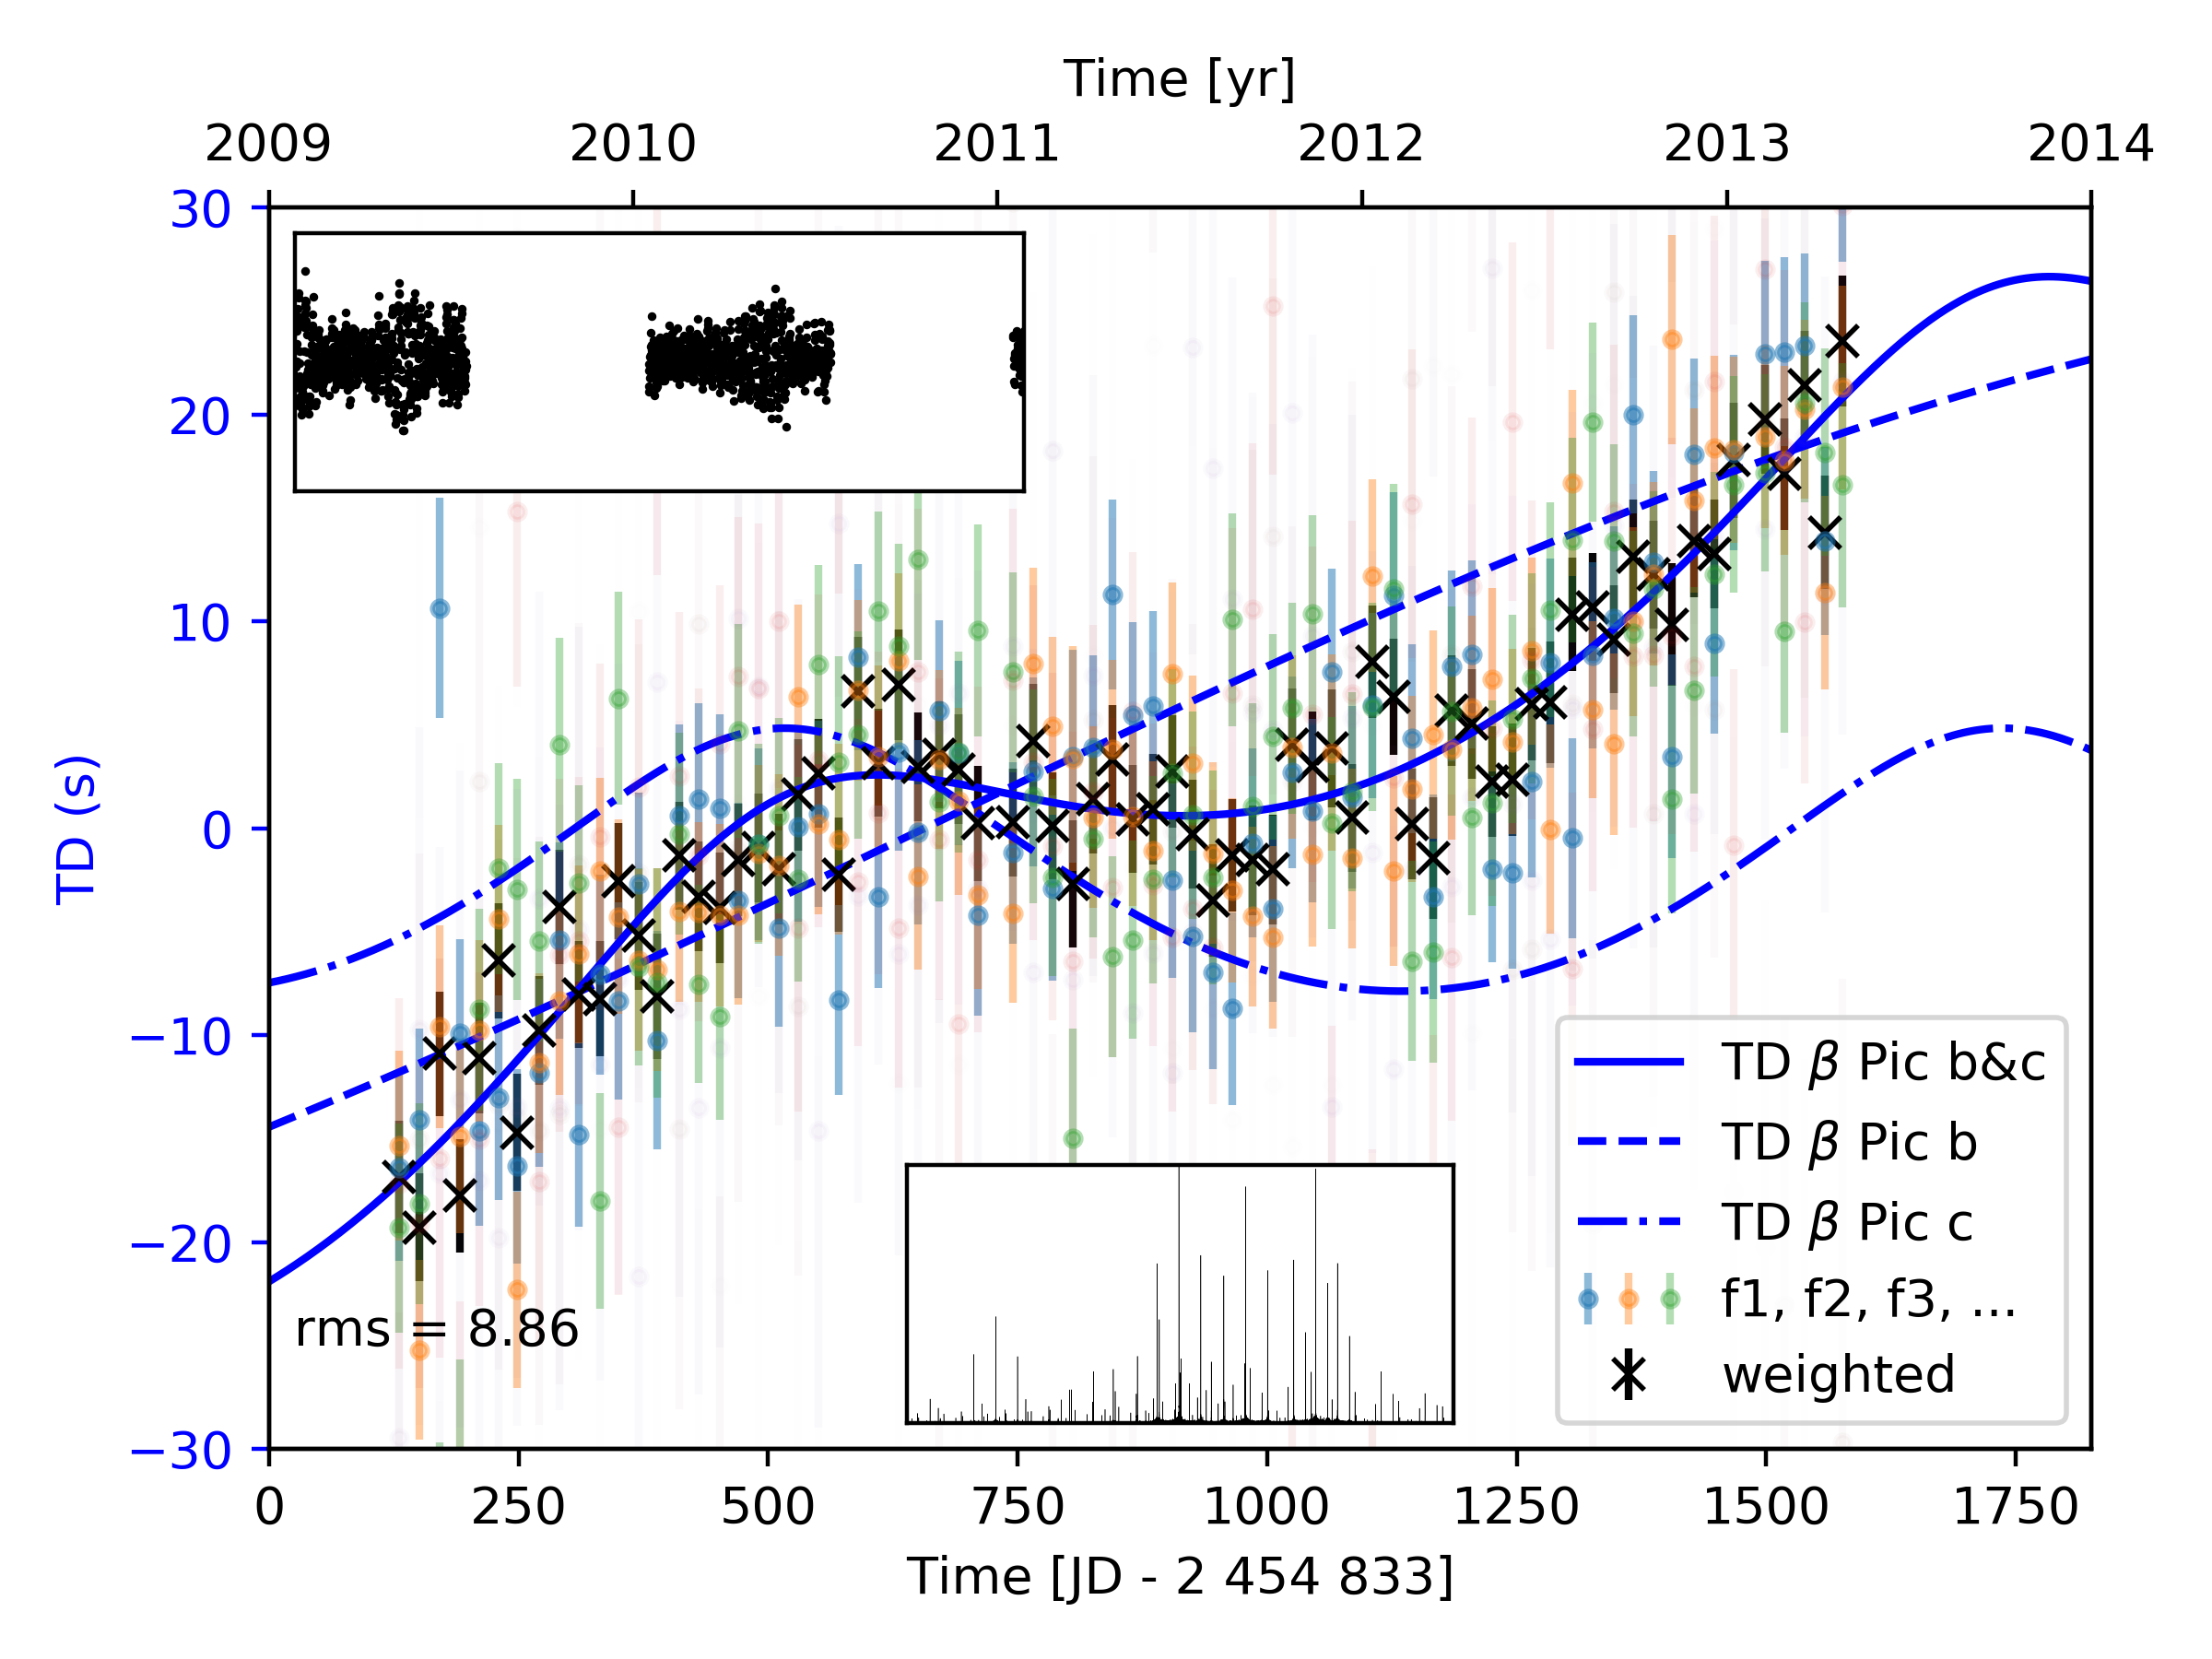 Time [yr]
2009 2010 2011 2012 2013 2014
30
20
10
0
−10
−20
−30
TD (s)
rms = 8.86
TD β Pic b&c
TD β Pic b
TD β Pic c
f1, f2, f3, ...
weighted
0 250 500 750 1000 1250 1500 1750
Time [JD - 2 454 833]